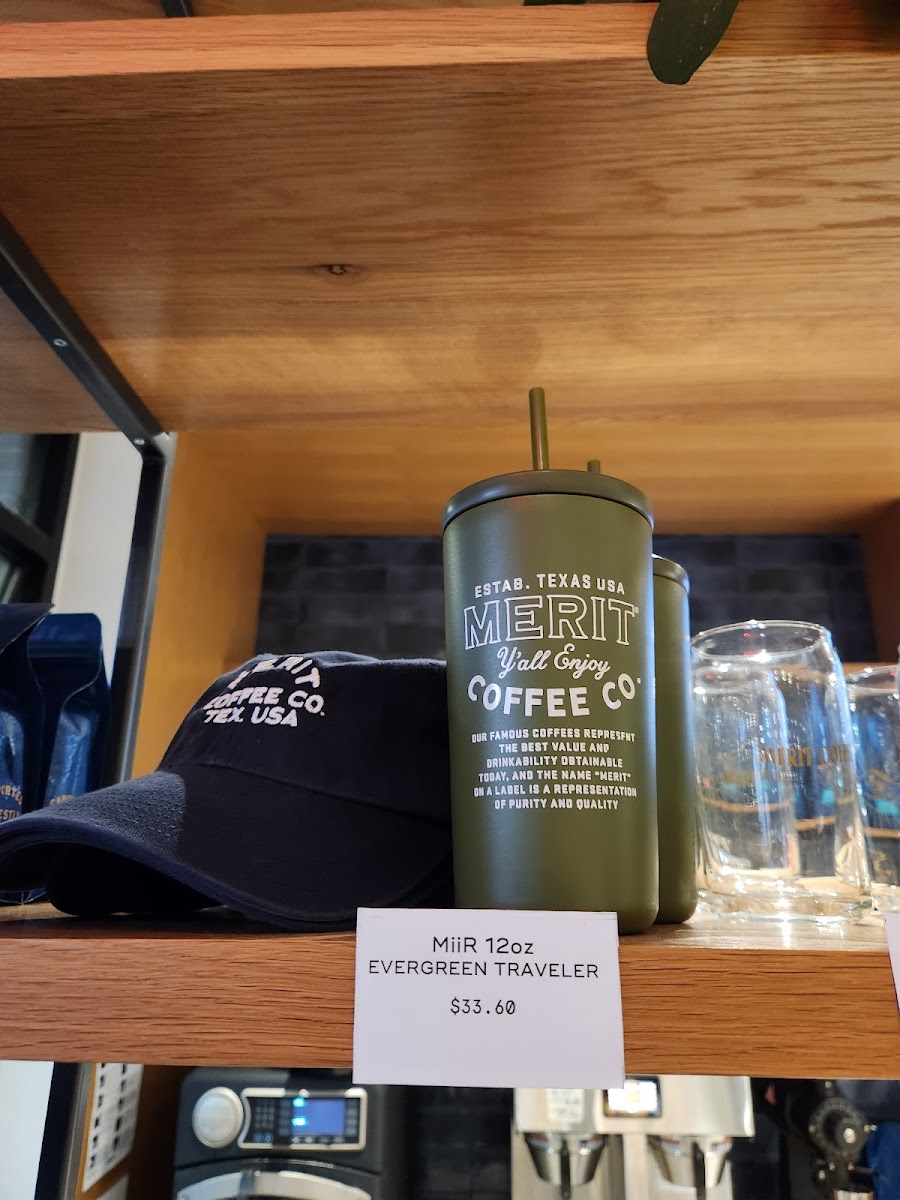 ESTAB. TEXAS USA
MERIT®
Y'all Enjoy
COFFEE CO.
OUR FAMOUS COFFEES REPRESENT
THE BEST VALUE AND
DRINKABILITY OBTAINABLE
TODAY, AND THE NAME "MERIT"
ON A LABEL IS A REPRESENTATION
OF PURITY AND QUALITY
MERIT
COFFEE CO.
TEX. USA
MiiR 12oz
EVERGREEN TRAVELER
$33.60